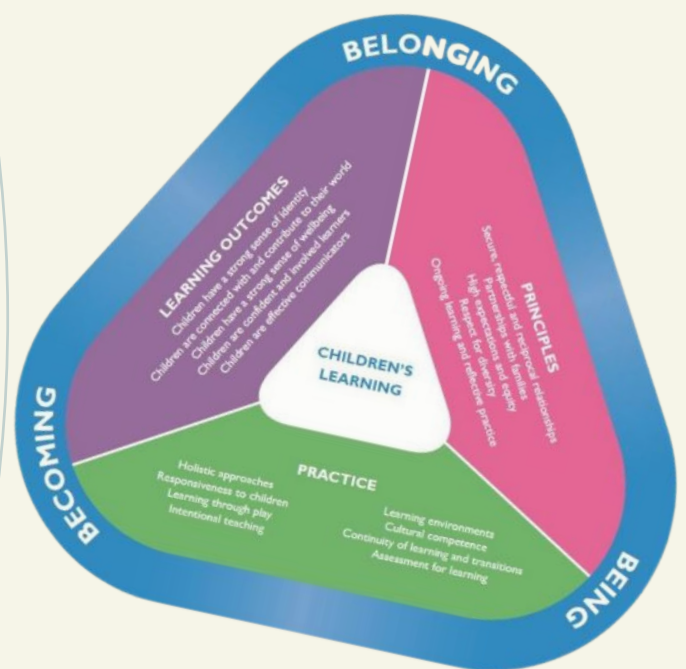 BELONGING
LEARNING OUTCOMES
Children have a strong sense of identity
Children are connected with and contribute to their world
Children have a strong sense of wellbeing
Children are confident and involved learners
Children are effective communicators
PRINCIPLES
Secure, respectful and reciprocal relationships
Partnerships with families
High expectations and equity
Respect for diversity
Ongoing learning and reflective practice
CHILDREN'S
LEARNING
PRACTICE
Holistic approaches
Responsiveness to children
Learning through play
Intentional teaching
Learning environments
Cultural competence
Continuity of learning and transitions
Assessment for learning
BECOMING
BEING